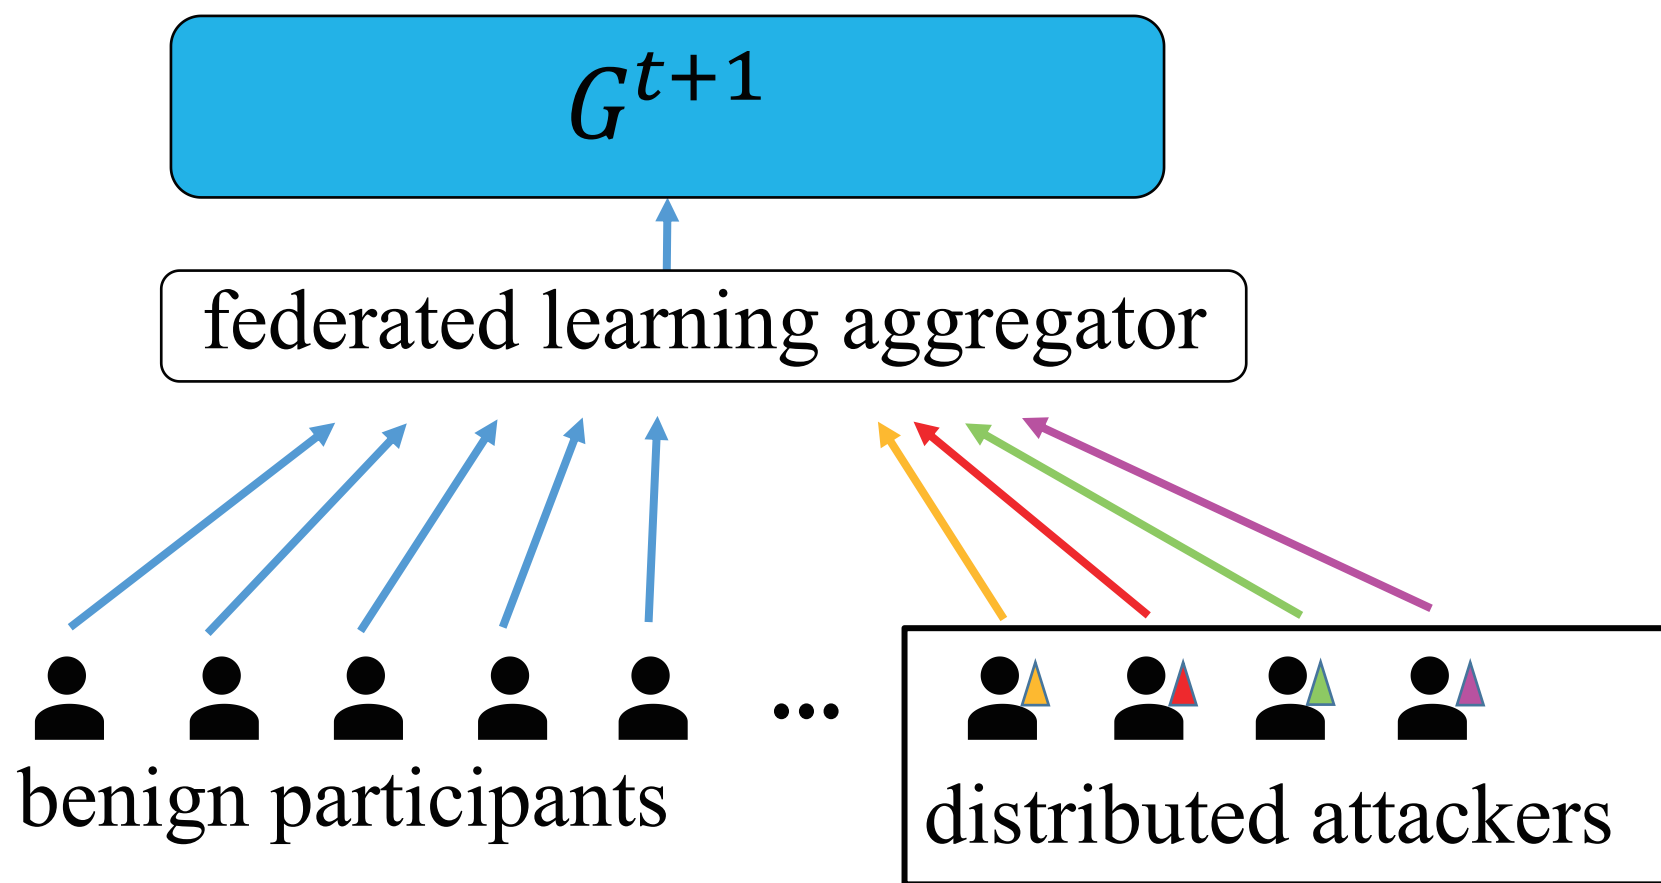 G^{t+1}
federated learning aggregator
...
benign participants
distributed attackers